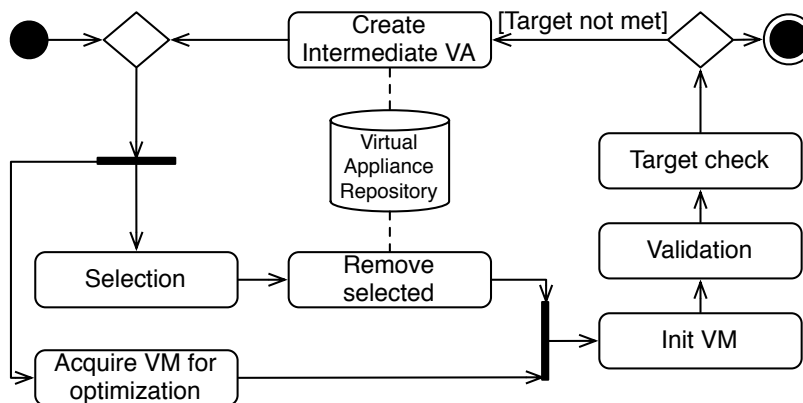 Create
Intermediate VA
[Target not met]
Virtual
Appliance
Repository
Target check
Selection
Remove
selected
Validation
Acquire VM for
optimization
Init VM